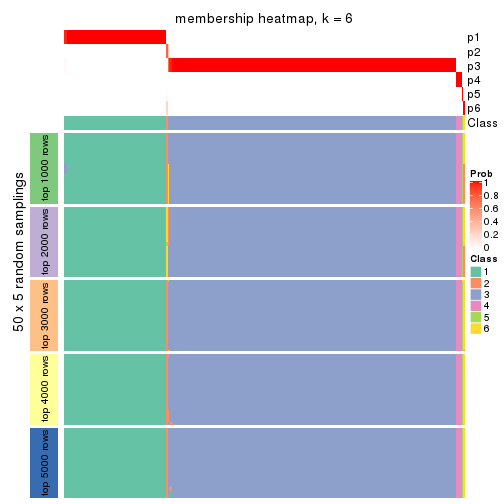 membership heatmap, k = 6
p1
p2
p3
p4
p5
p6
Class
50 x 5 random samplings
top 1000 rows
top 2000 rows
top 3000 rows
top 4000 rows
top 5000 rows
Prob
1
0.8
0.6
0.4
0.2
0
Class
1
2
3
4
5
6